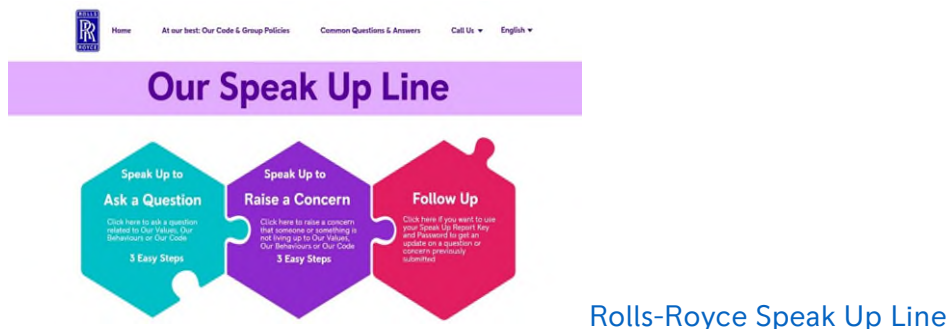 ROLLS
RR
ROYCE
Home At our best: Our Code & Group Policies Common Questions & Answers Call Us English
Our Speak Up Line
Speak Up to
Ask a Question
Click here to ask a question
related to Our Values, Our
Behaviours or Our Code
3 Easy Steps
Speak Up to
Raise a Concern
Click here to raise a concern
that someone or something is
not living up to Our Values,
Our Behaviours or Our Code
3 Easy Steps
Follow Up
Click here if you want to use
your Speak Up Report Key
and Password to get an
update on a question or
concern previously
submitted
Rolls-Royce Speak Up Line